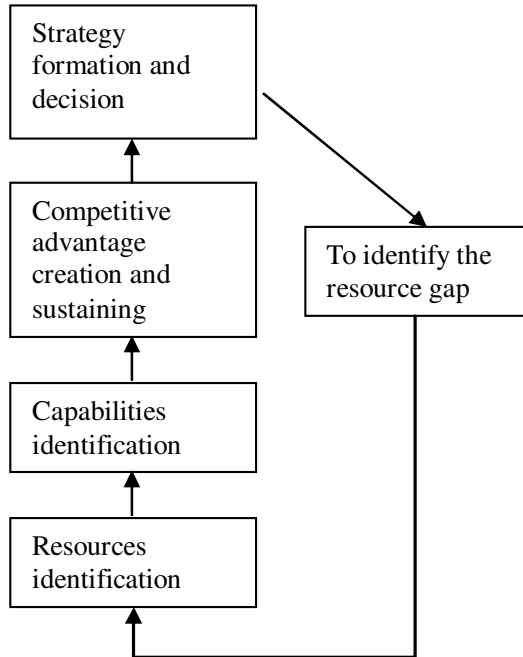 Strategy
formation and
decision
Competitive
advantage
creation and
sustaining
To identify the
resource gap
Capabilities
identification
Resources
identification